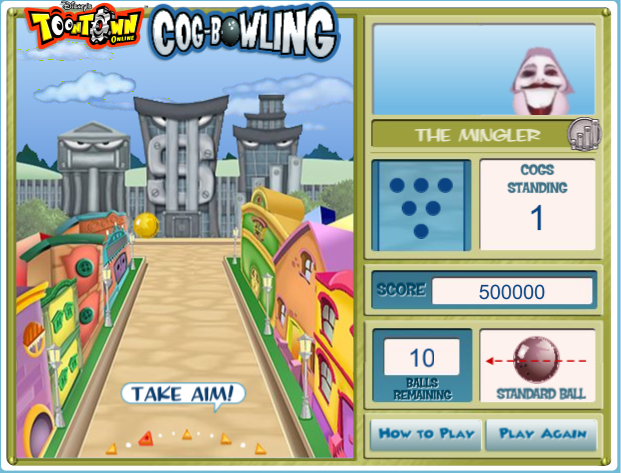 Disney's
TOONTOWN
ONLINE
COG-BOWLING
THE MINGLER
COGS
STANDING
1
SCORE
500000
10
BALLS
REMAINING
STANDARD BALL
TAKE AIM!
HOW TO PLAY
PLAY AGAIN